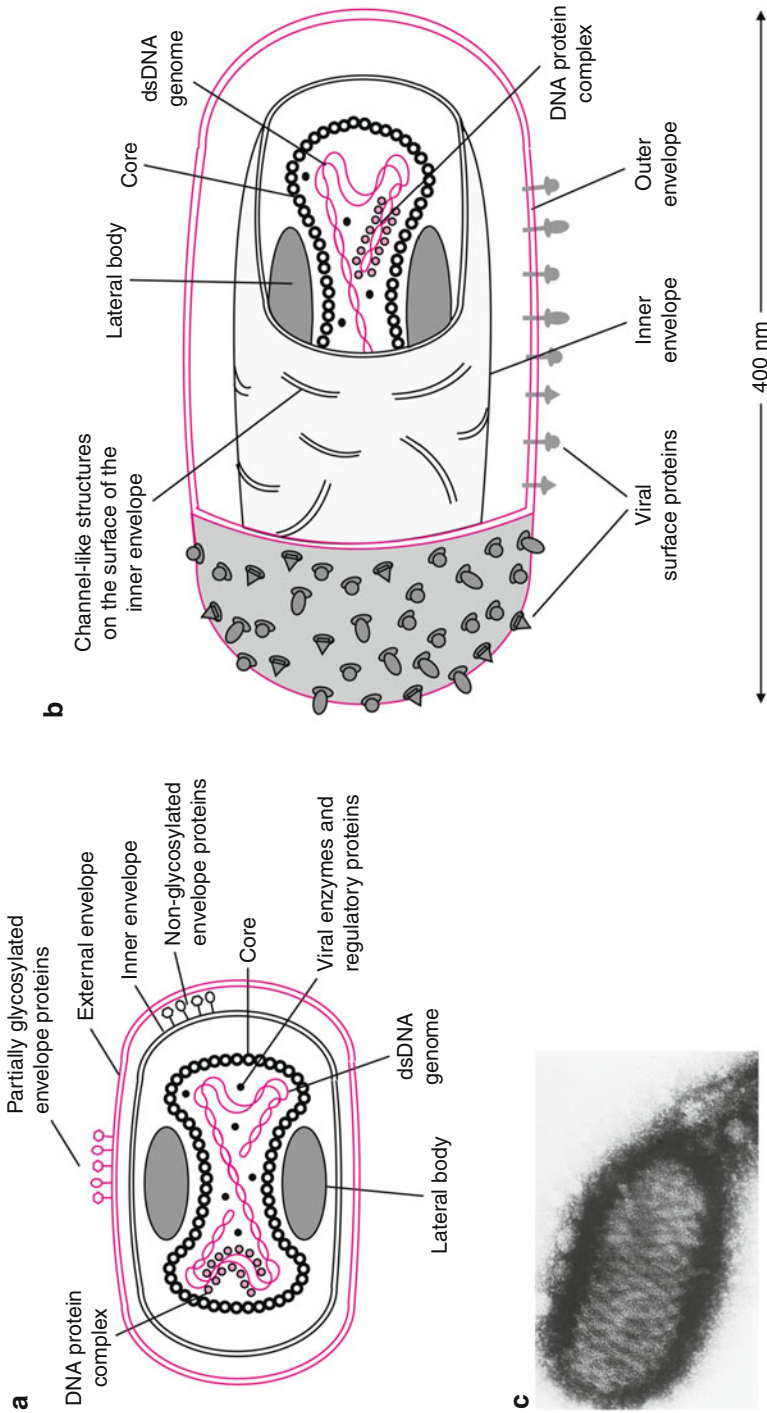 a
Partially glycosylated
envelope proteins
External envelope
Inner envelope
Non-glycosylated
envelope proteins
Core
Viral enzymes and
regulatory proteins
dsDNA
genome
Lateral body
DNA protein
complex
b
Channel-like structures
on the surface of the
inner envelope
Lateral body
Core
dsDNA
genome
DNA protein
complex
Outer
envelope
Inner
envelope
Viral
surface proteins
400 nm
c